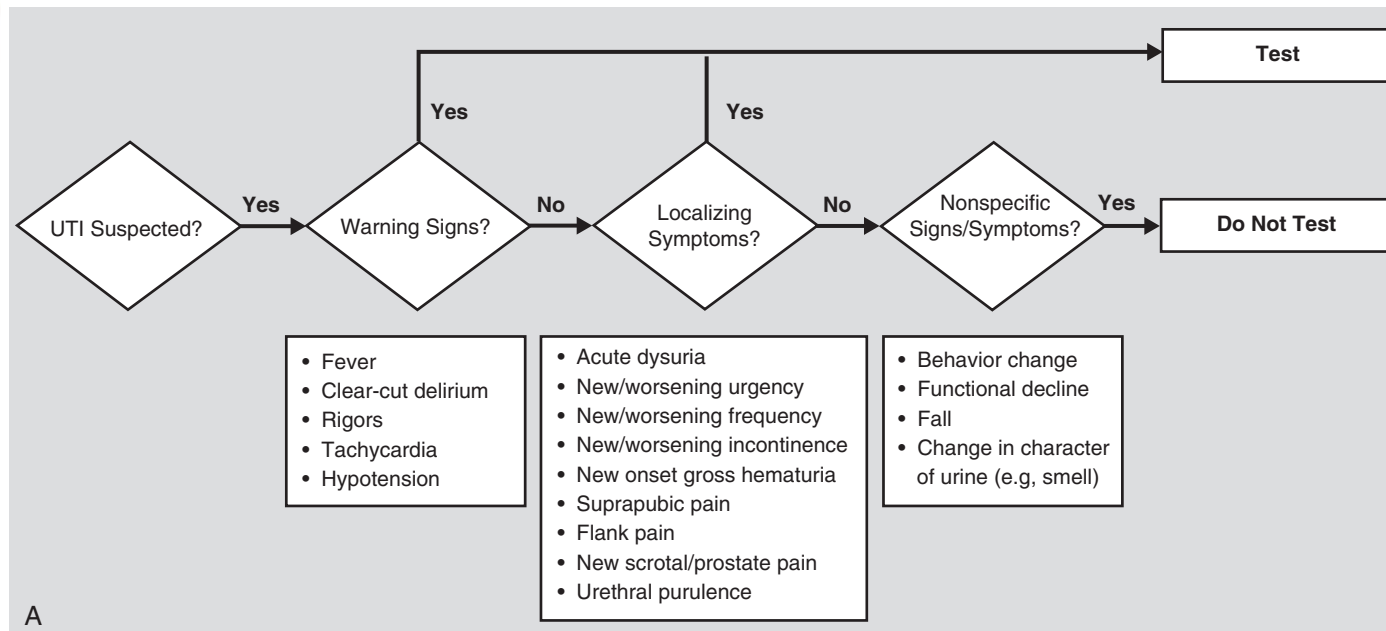 Test
Yes
Yes
UTI Suspected?
Yes
Warning Signs?
No
Localizing
Symptoms?
No
Nonspecific
Signs/Symptoms?
Yes
Do Not Test
• Fever
• Clear-cut delirium
• Rigors
• Tachycardia
• Hypotension
• Acute dysuria
• New/worsening urgency
• New/worsening frequency
• New/worsening incontinence
• New onset gross hematuria
• Suprapubic pain
• Flank pain
• New scrotal/prostate pain
• Urethral purulence
• Behavior change
• Functional decline
• Fall
• Change in character
of urine (e.g, smell)
A